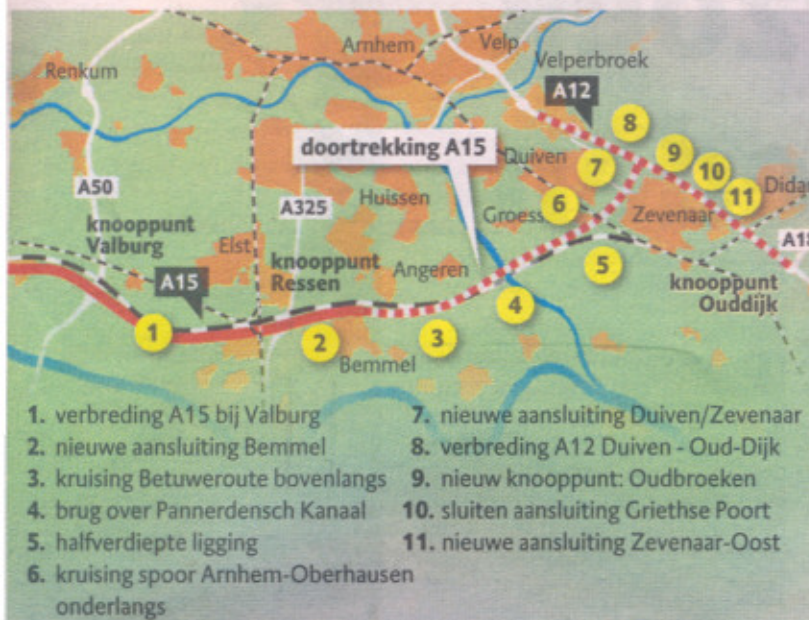 Arnhem
Velp
Velperbroek
Renkum
A12
8
doortrekking A15
Quiven
7
9
10
11
A50
A325
Huissen
6
Groess
Zevenaar
knooppunt
Valburg
Elst
knooppunt
Ressen
Angeren
5
knooppunt
Ouddijk
A15
4
1
2
3
Bemmel
1. verbreding A15 bij Valburg
2. nieuwe aansluiting Bemmel
3. kruising Betuweroute bovenlangs
4. brug over Pannerdensch Kanaal
5. halfverdiepte ligging
6. kruising spoor Arnhem-Oberhausen
onderlangs
7. nieuwe aansluiting Duiven/Zevenaar
8. verbreding A12 Duiven - Oud-Dijk
9. nieuw knooppunt: Oudbroeken
10. sluiten aansluiting Griethse Poort
11. nieuwe aansluiting Zevenaar-Oost